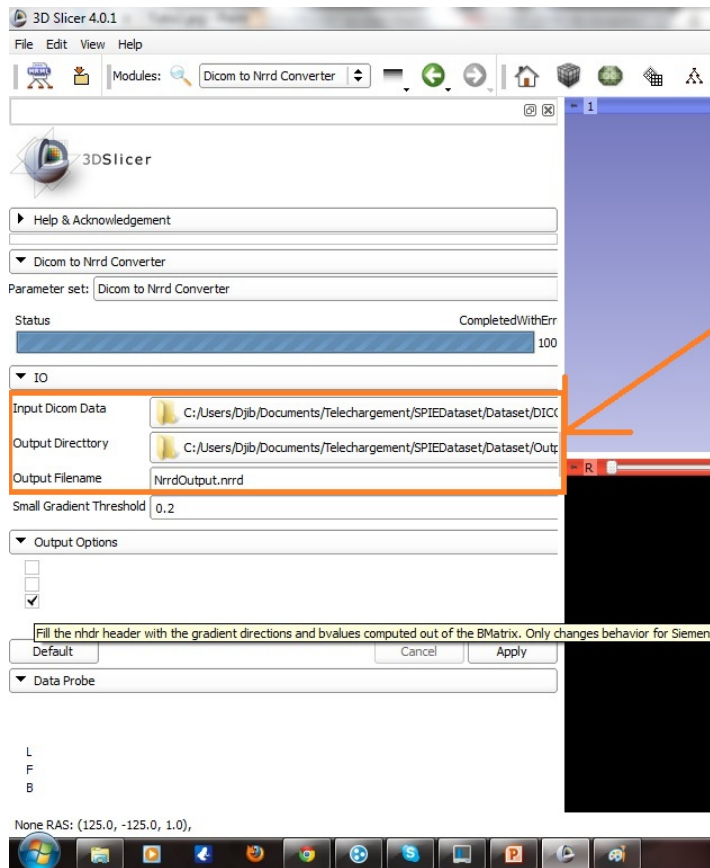 3D Slicer 4.0.1
File Edit View Help
Modules: Dicom to Nrrd Converter
1
3DSlicer
Help & Acknowledgement
Dicom to Nrrd Converter
Parameter set: Dicom to Nrrd Converter
Status CompletedWithErr
100
IO
Input Dicom Data C:/Users/Djib/Documents/Telechargement/SPIEDataset/Dataset/DIC
Output Directtory C:/Users/Djib/Documents/Telechargement/SPIEDataset/Dataset/Outp
Output Filename NrrdOutput.nrrd
R
Small Gradient Threshold 0.2
Output Options
Fill the nhdr header with the gradient directions and bvalues computed out of the BMatrix. Only changes behavior for Siemen
Default Cancel Apply
Data Probe
L
F
B
None RAS: (125.0, -125.0, 1.0),